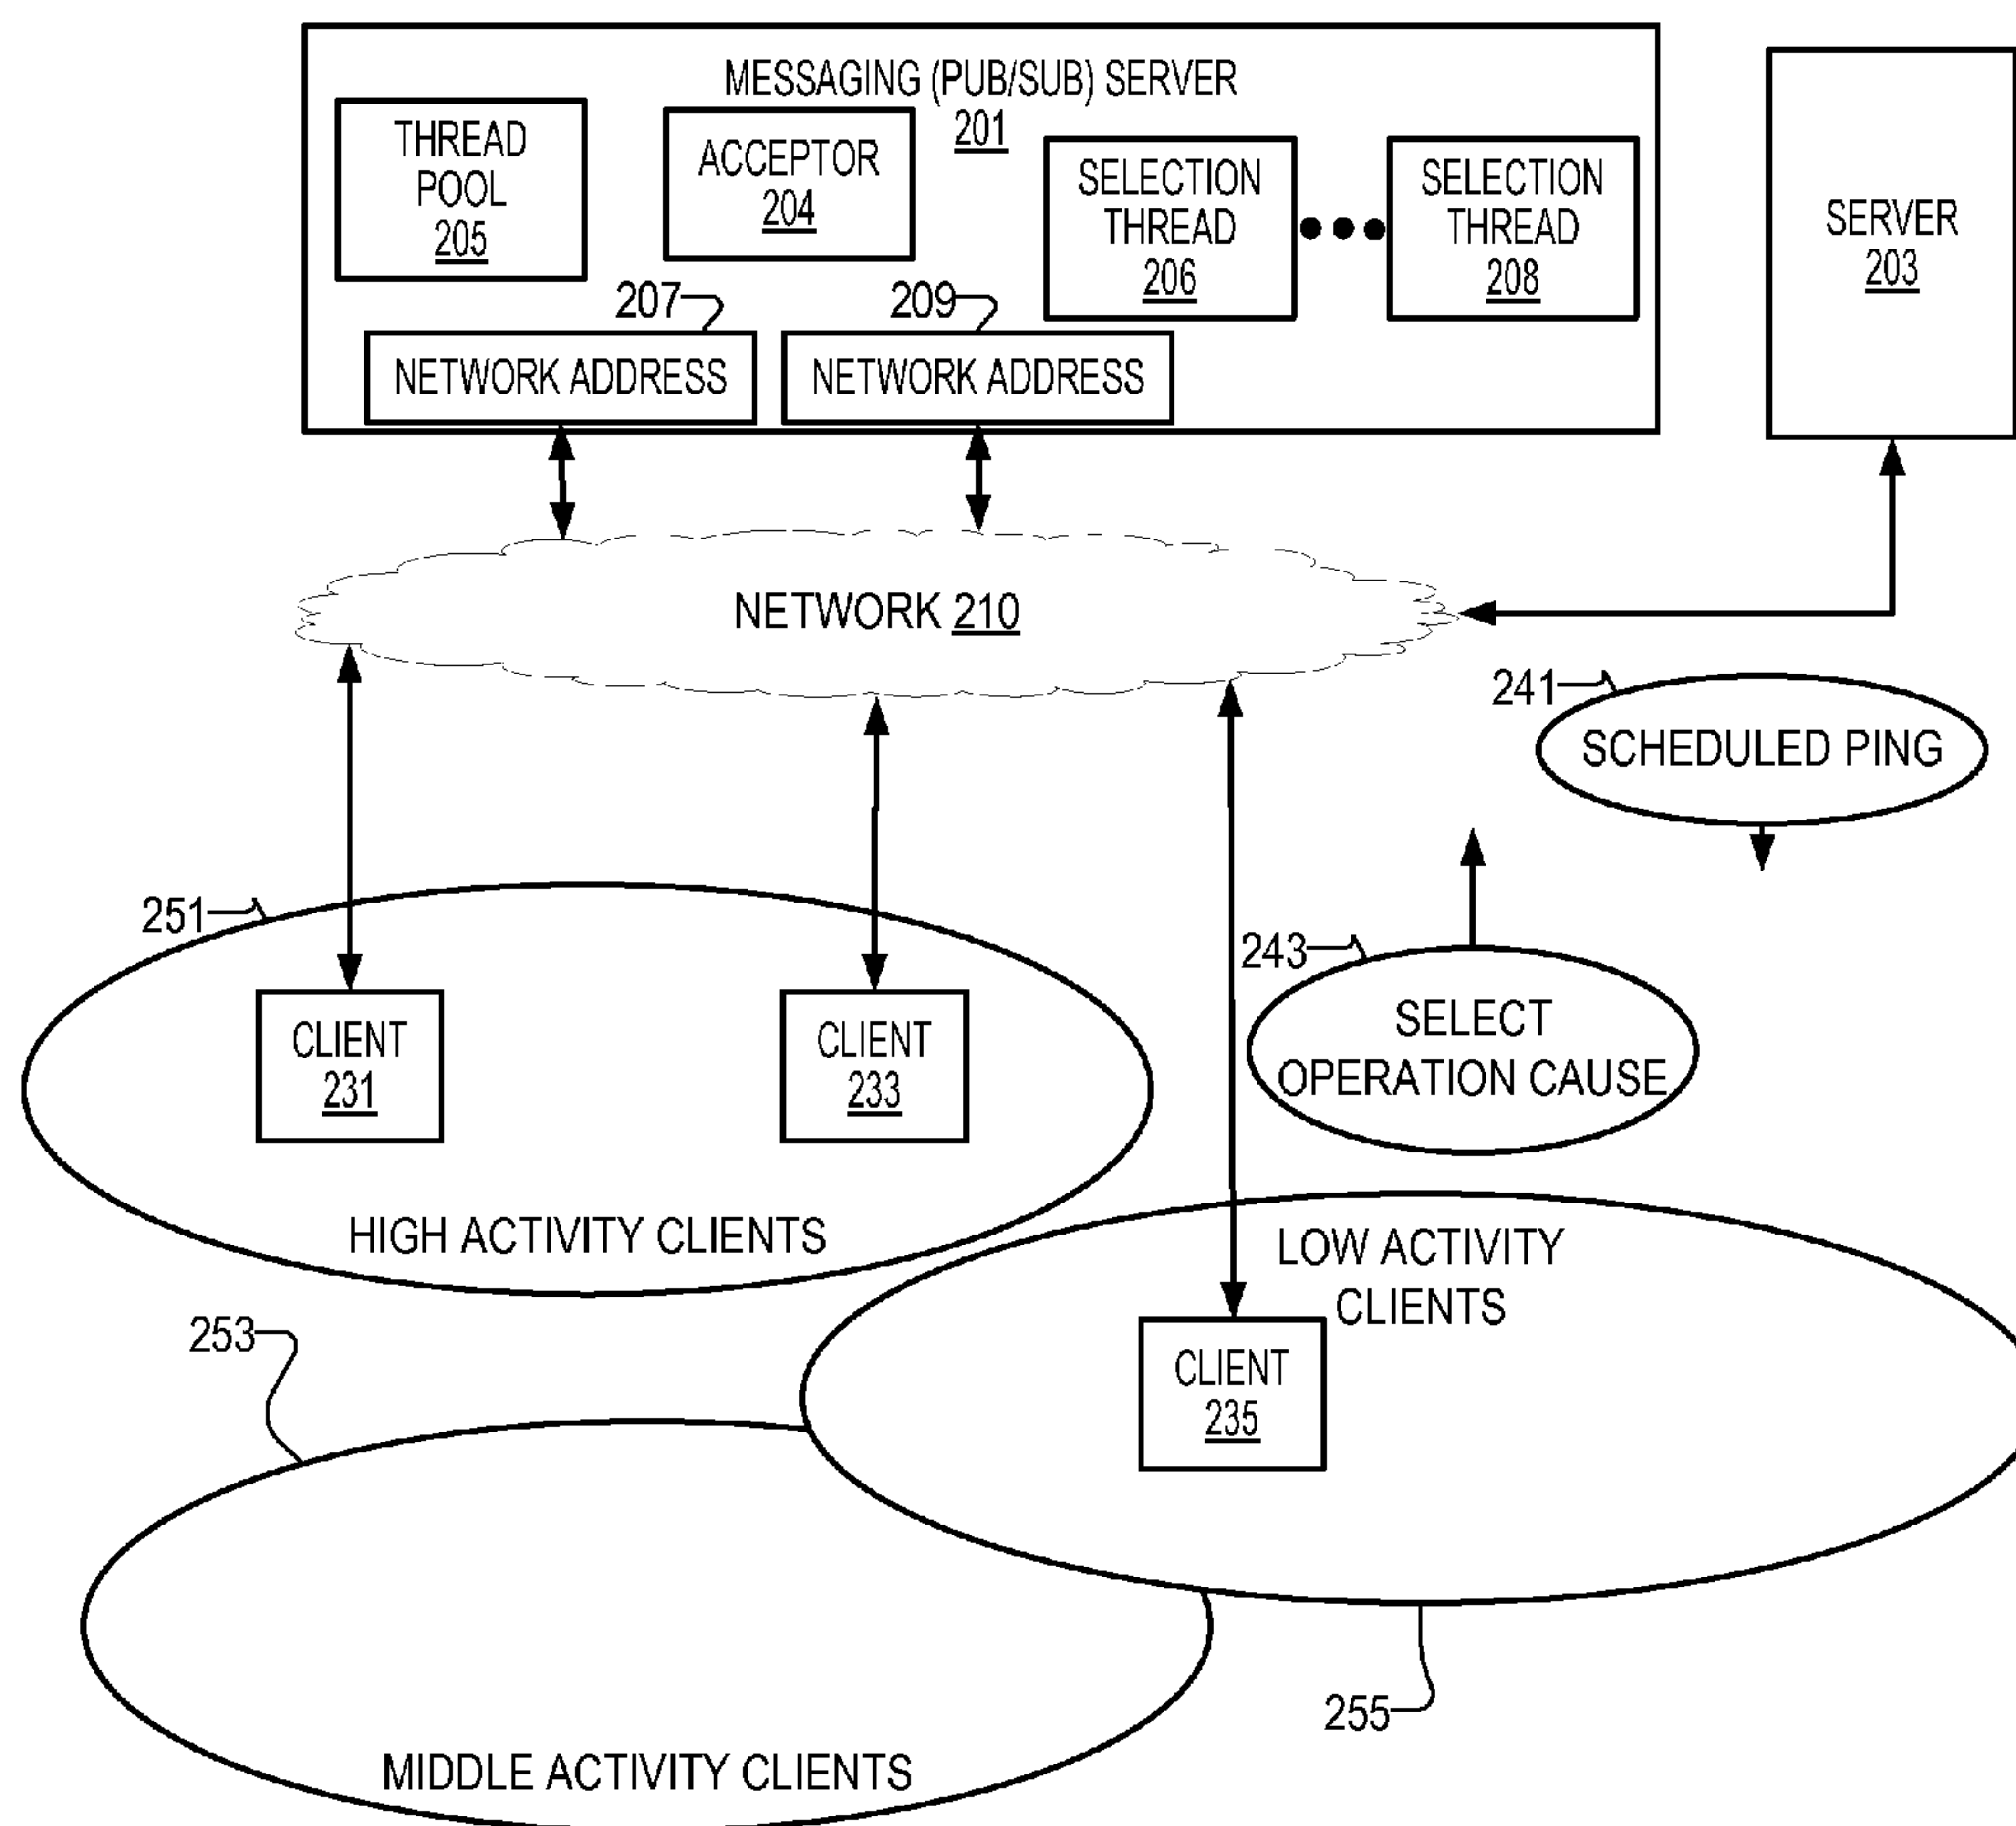 MESSAGING (PUB/SUB) SERVER
201
THREAD
POOL
205
ACCEPTOR
204
SELECTION
THREAD
206
SELECTION
THREAD
208
SERVER
203
207
209
NETWORK ADDRESS
NETWORK ADDRESS
NETWORK 210
241
SCHEDULED PING
251
243
SELECT
OPERATION CAUSE
CLIENT
231
CLIENT
233
HIGH ACTIVITY CLIENTS
LOW ACTIVITY
CLIENTS
253
CLIENT
235
255
MIDDLE ACTIVITY CLIENTS